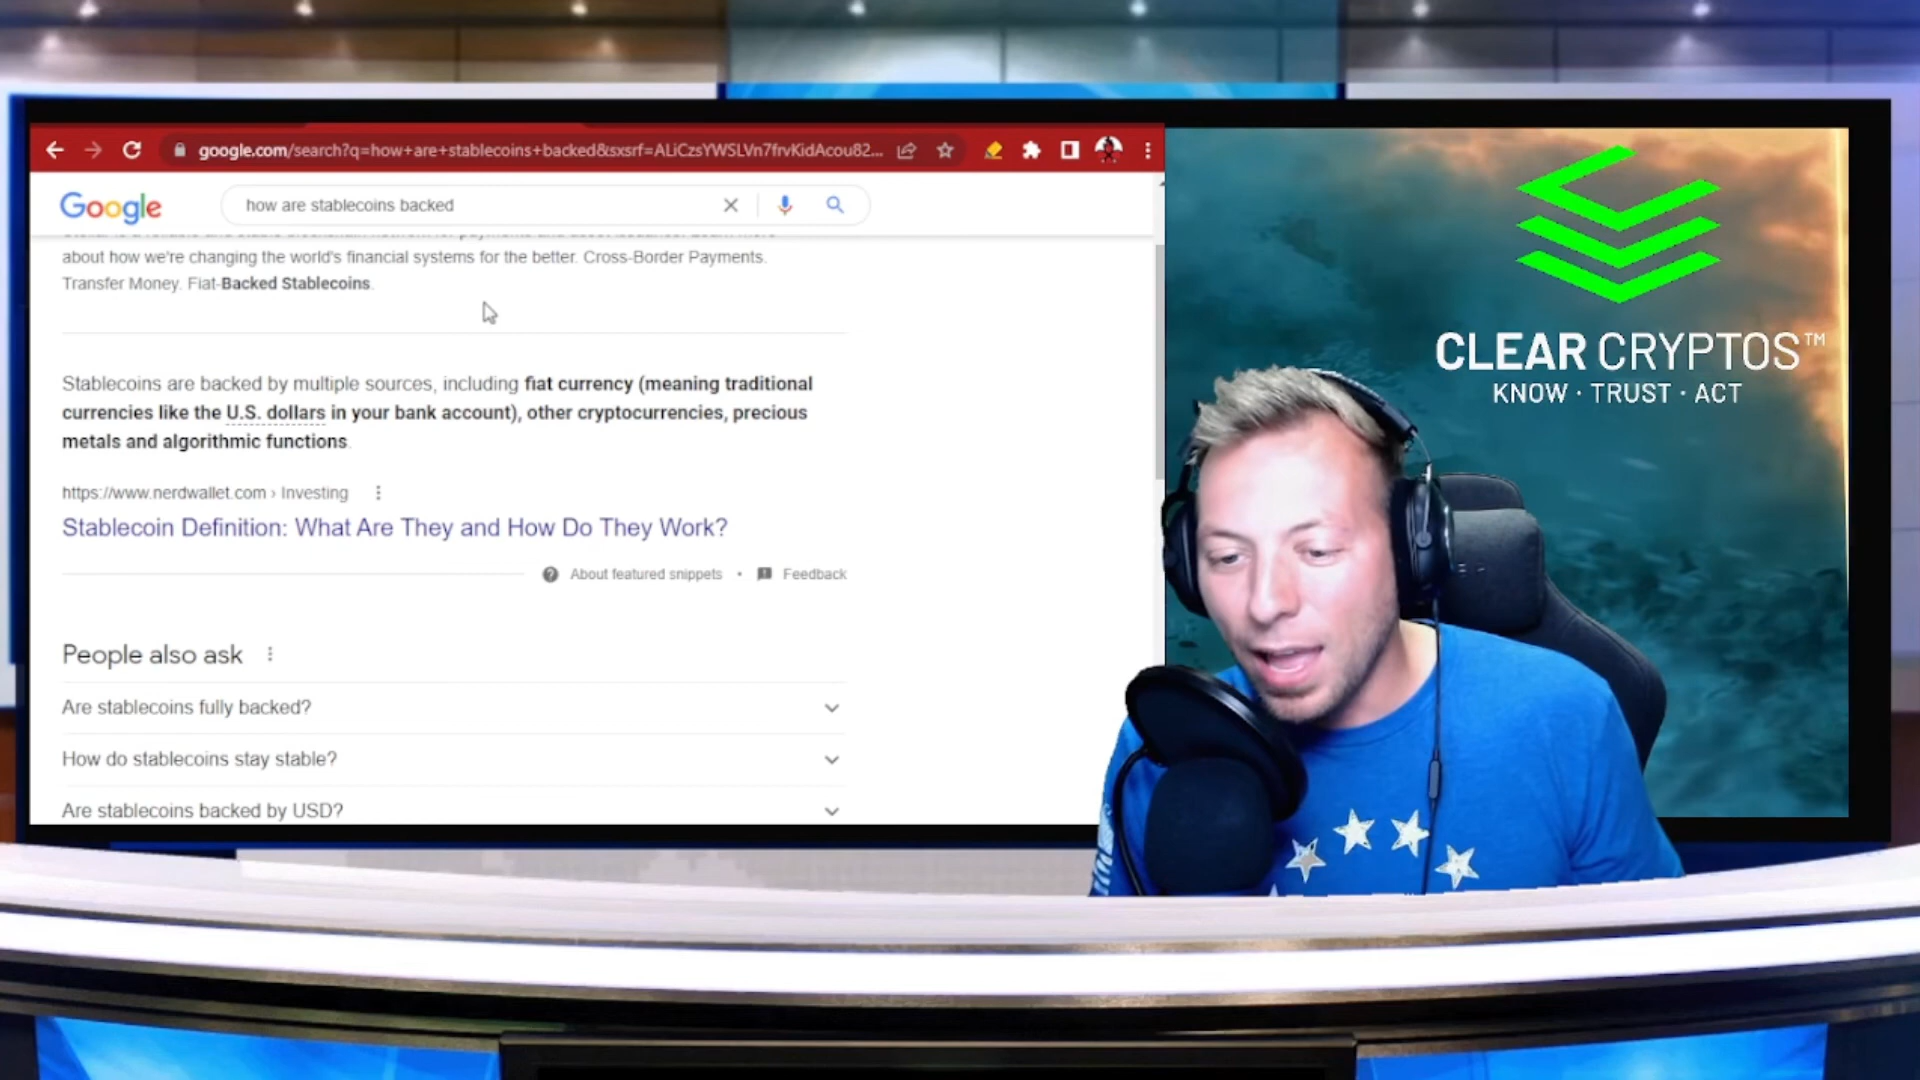 google.com/search?q=how+are+stablecoins+backed&sxsrf=ALiCzsYWSLVn7frvKidAcou82...
Google
how are stablecoins backed
about how we're changing the world's financial systems for the better. Cross-Border Payments.
Transfer Money. Fiat-Backed Stablecoins.
Stablecoins are backed by multiple sources, including fiat currency (meaning traditional
currencies like the U.S. dollars in your bank account), other cryptocurrencies, precious
metals and algorithmic functions.
https://www.nerdwallet.com › Investing
Stablecoin Definition: What Are They and How Do They Work?
About featured snippets • Feedback
People also ask
Are stablecoins fully backed?
How do stablecoins stay stable?
Are stablecoins backed by USD?
CLEAR CRYPTOS™
KNOW · TRUST · ACT